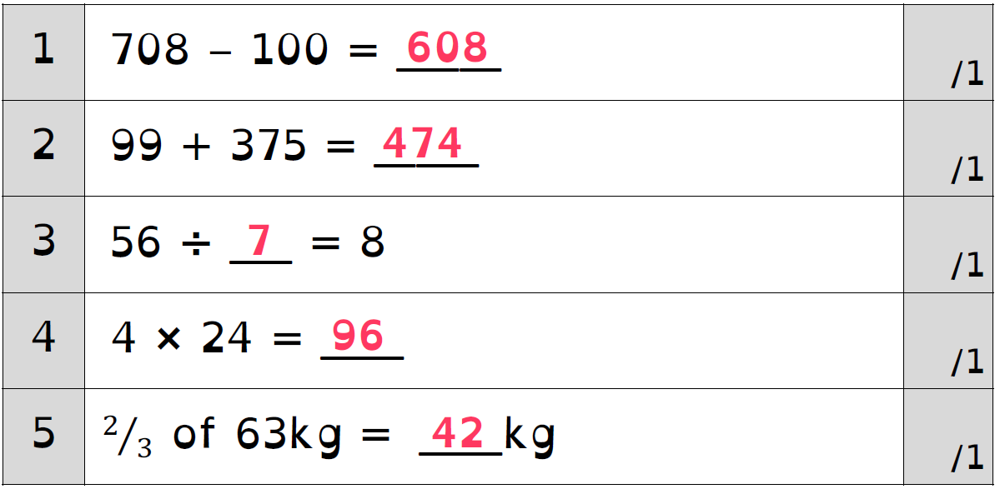 1 708 – 100 = 608 /1
2 99 + 375 = 474 /1
3 56 ÷ 7 = 8 /1
4 4 × 24 = 96 /1
5 2/3 of 63kg = 42 kg /1